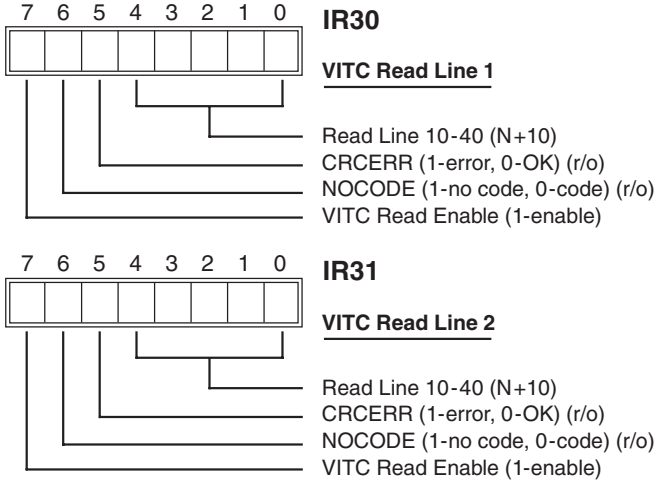 7 6 5 4 3 2 1 0 IR30
VITC Read Line 1
Read Line 10-40 (N+10)
CRCERR (1-error, 0-OK) (r/o)
NOCODE (1-no code, 0-code) (r/o)
VITC Read Enable (1-enable)
7 6 5 4 3 2 1 0 IR31
VITC Read Line 2
Read Line 10-40 (N+10)
CRCERR (1-error, 0-OK) (r/o)
NOCODE (1-no code, 0-code) (r/o)
VITC Read Enable (1-enable)